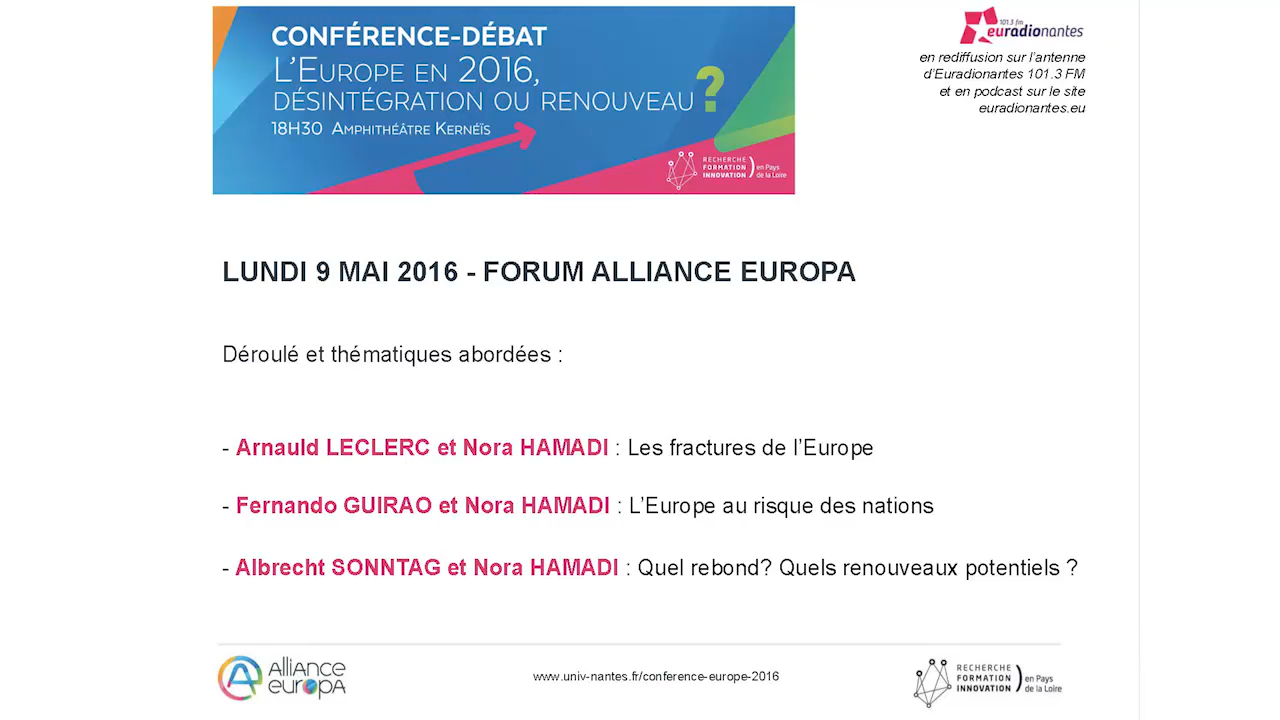 CONFÉRENCE-DÉBAT
L'EUROPE EN 2016,
DÉSINTÉGRATION OU RENOUVEAU ?
18H30 AMPHITHÉÂTRE KERNEÏS
RECHERCHE
FORMATION
INNOVATION
en Pays
de la Loire
101.3 fm
euradionantes
en rediffusion sur l'antenne
d'Euradionantes 101.3 FM
et en podcast sur le site
euradionantes.eu
LUNDI 9 MAI 2016 - FORUM ALLIANCE EUROPA
Déroulé et thématiques abordées :
- Arnauld LECLERC et Nora HAMADI : Les fractures de l'Europe
- Fernando GUIRAO et Nora HAMADI : L'Europe au risque des nations
- Albrecht SONNTAG et Nora HAMADI : Quel rebond? Quels renouveaux potentiels ?
alliance
europa
www.univ-nantes.fr/conference-europe-2016
RECHERCHE
FORMATION
INNOVATION
en Pays
de la Loire